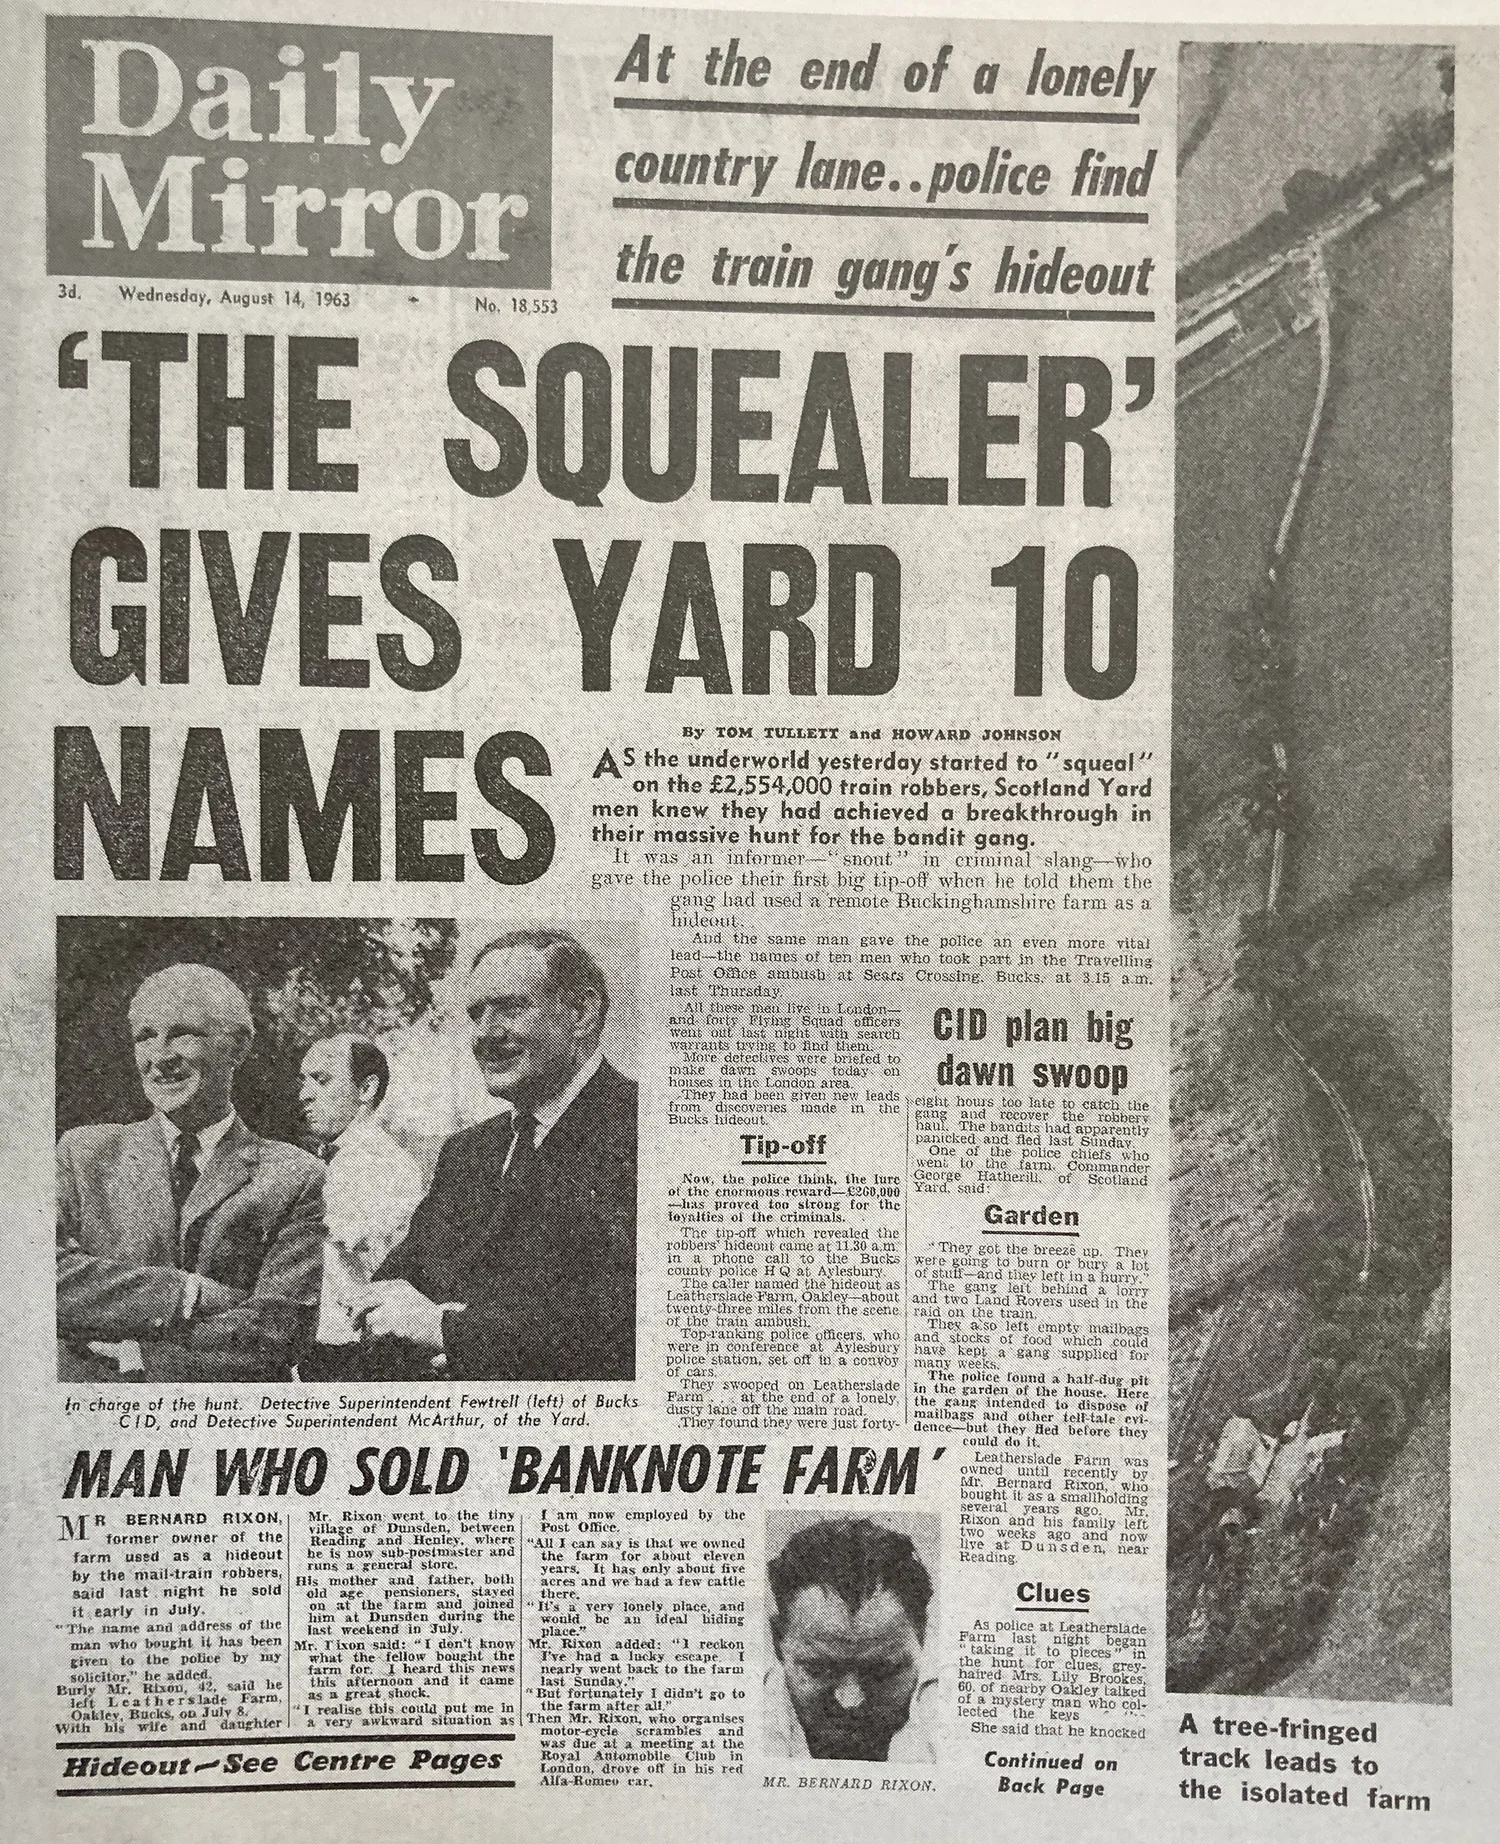 Daily
Mirror
3d. Wednesday, August 14, 1963 No. 18,553
At the end of a lonely
country lane..police find
the train gang's hideout
‘THE SQUEALER’
GIVES YARD 10
NAMES
By TOM TULLETT and HOWARD JOHNSON
AS the underworld yesterday started to "squeal"
on the £2,554,000 train robbers, Scotland Yard
men knew they had achieved a breakthrough in
their massive hunt for the bandit gang.
It was an informer—"snout" in criminal slang—who
gave the police their first big tip-off when he told them the
gang had used a remote Buckinghamshire farm as a
hideout.
And the same man gave the police an even more vital
lead—the names of ten men who took part in the Travelling
Post Office ambush at Sears Crossing, Bucks, at 3.15 a.m.
last Thursday.
All these men live in London—
and forty Flying Squad officers
went out last night with search
warrants trying to find them.
More detectives were briefed to
make dawn swoops today on
houses in the London area.
They had been given new leads
from discoveries made in the
Bucks hideout.
Tip-off
Now, the police think, the lure
of the enormous reward—£260,000
—has proved too strong for the
loyalties of the criminals.
The tip-off which revealed the
robbers' hideout came at 11.30 a.m.
in a phone call to the Bucks
county police H Q at Aylesbury.
The caller named the hideout as
Leatherslade Farm, Oakley—about
twenty-three miles from the scene
of the train ambush.
Top-ranking police officers, who
were in conference at Aylesbury
police station, set off in a convoy
of cars.
They swooped on Leatherslade
Farm . . . at the end of a lonely,
dusty lane off the main road.
They found they were just forty-
CID plan big
dawn swoop
eight hours too late to catch the
gang and recover the robbery
haul. The bandits had apparently
panicked and fled last Sunday.
One of the police chiefs who
went to the farm, Commander
George Hatherill, of Scotland
Yard, said:
Garden
"They got the breeze up. They
were going to burn or bury a lot
of stuff—and they left in a hurry."
The gang left behind a lorry
and two Land Rovers used in the
raid on the train.
They also left empty mailbags
and stocks of food which could
have kept a gang supplied for
many weeks.
The police found a half-dug pit
in the garden of the house. Here
the gang intended to dispose of
mailbags and other tell-tale evi-
dence—but they fled before they
could do it.
Leatherslade Farm was
owned until recently by
Mr. Bernard Rixon, who
bought it as a smallholding
several years ago. Mr.
Rixon and his family left
two weeks ago and now
live at Dunsden, near
Reading.
Clues
As police at Leatherslade
Farm last night began
"taking it to pieces" in
the hunt for clues, grey-
haired Mrs. Lily Brookes,
60, of nearby Oakley talked
of a mystery man who col-
lected the keys
She said that he knocked
Continued on
Back Page
In charge of the hunt. Detective Superintendent Fewtrell (left) of Bucks
CID, and Detective Superintendent McArthur, of the Yard.
MAN WHO SOLD 'BANKNOTE FARM'
MR BERNARD RIXON,
former owner of the
farm used as a hideout
by the mail-train robbers,
said last night he sold
it early in July.
"The name and address of the
man who bought it has been
given to the police by my
solicitor," he added.
Burly Mr. Rixon, 42, said he
left Leatherslade Farm,
Oakley, Bucks, on July 8.
With his wife and daughter
Mr. Rixon went to the tiny
village of Dunsden, between
Reading and Henley, where
he is now sub-postmaster and
runs a general store.
His mother and father, both
old age pensioners, stayed
on at the farm and joined
him at Dunsden during the
last weekend in July.
Mr. Rixon said: "I don't know
what the fellow bought the
farm for. I heard this news
this afternoon and it came
as a great shock.
"I realise this could put me in
a very awkward situation as
I am now employed by the
Post Office.
"All I can say is that we owned
the farm for about eleven
years. It has only about five
acres and we had a few cattle
there.
"It's a very lonely place, and
would be an ideal hiding
place."
Mr. Rixon added: "I reckon
I've had a lucky escape. I
nearly went back to the farm
last Sunday."
"But fortunately I didn't go to
the farm after all."
Then Mr. Rixon, who organises
motor-cycle scrambles and
was due at a meeting at the
Royal Automobile Club in
London, drove off in his red
Alfa-Romeo car.
MR. BERNARD RIXON.
Hideout—See Centre Pages
A tree-fringed
track leads to
the isolated farm